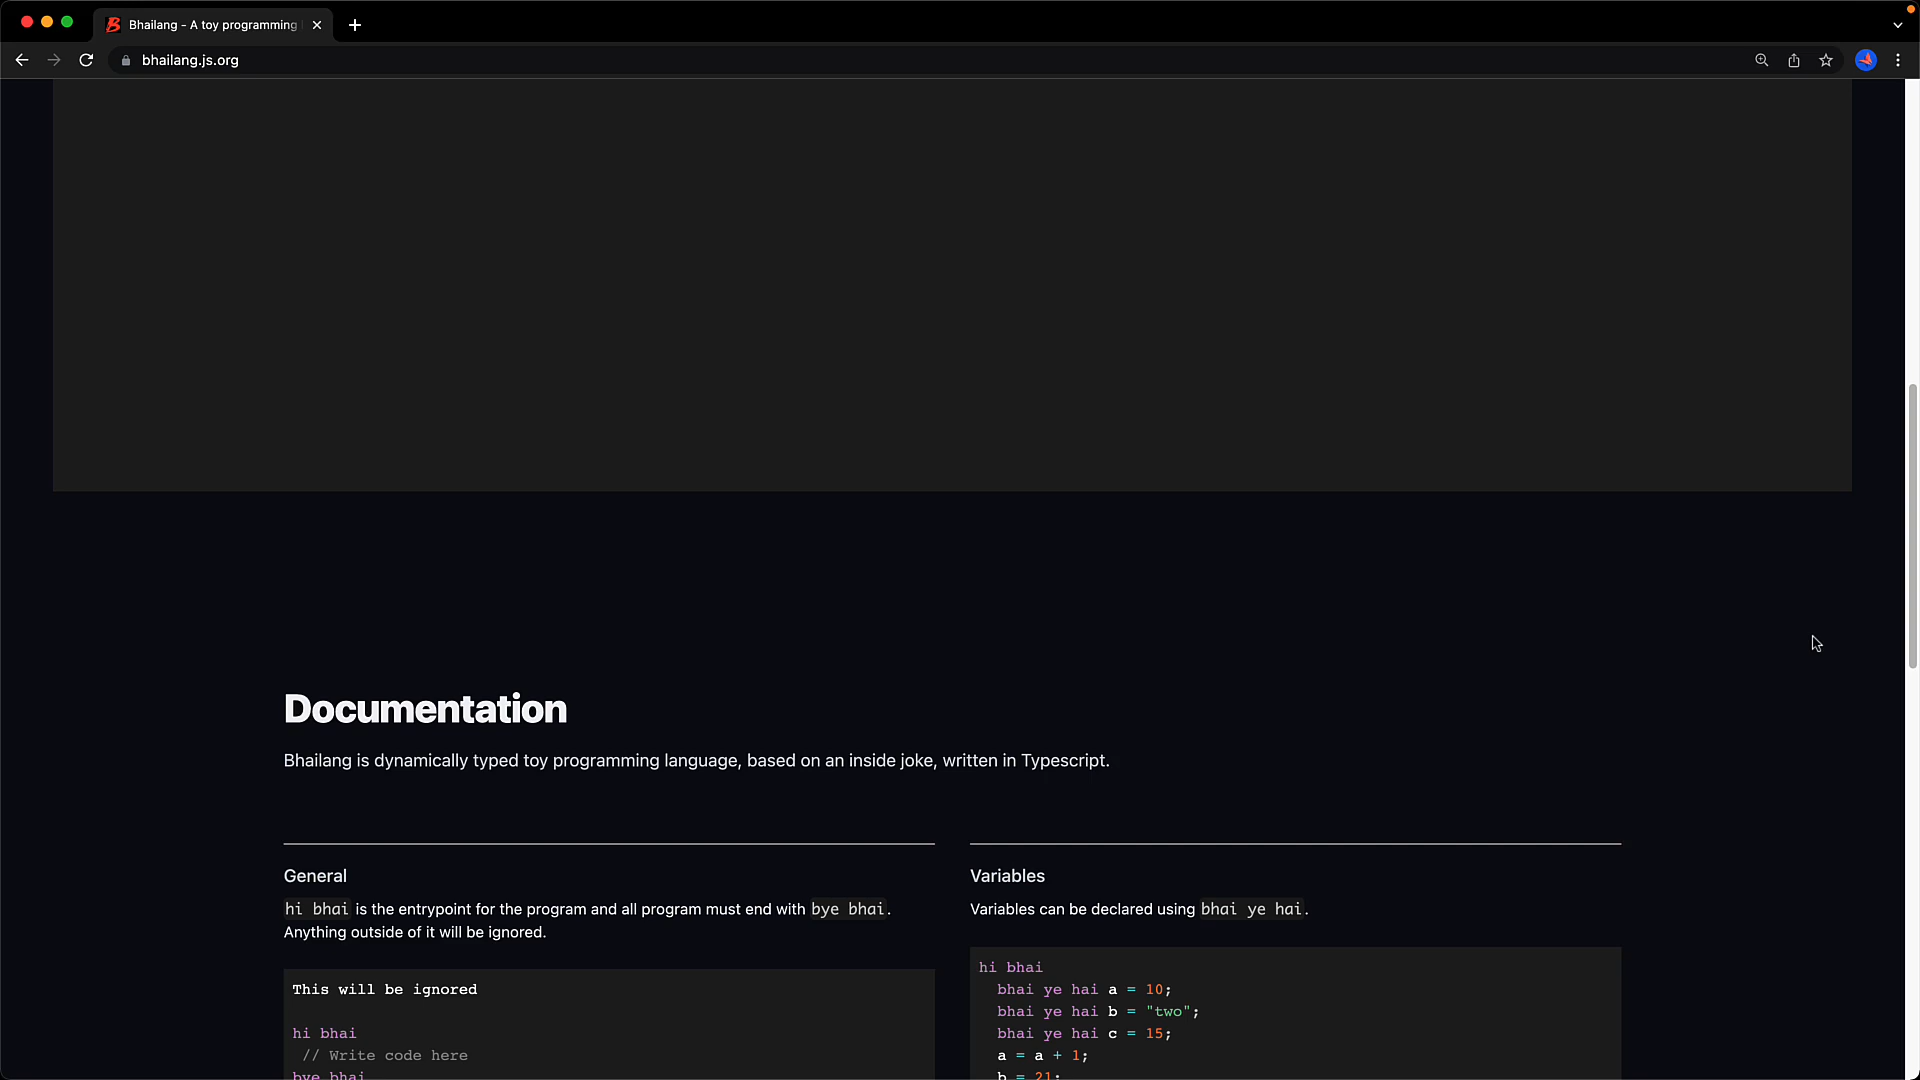 Bhailang - A toy programming
bhailang.js.org
Documentation
Bhailang is dynamically typed toy programming language, based on an inside joke, written in Typescript.
General
hi bhai is the entrypoint for the program and all program must end with bye bhai.
Anything outside of it will be ignored.
This will be ignored
hi bhai
// Write code here
bye bhai
Variables
Variables can be declared using bhai ye hai.
hi bhai
bhai ye hai a = 10;
bhai ye hai b = "two";
bhai ye hai c = 15;
a = a + 1;
b = 21;